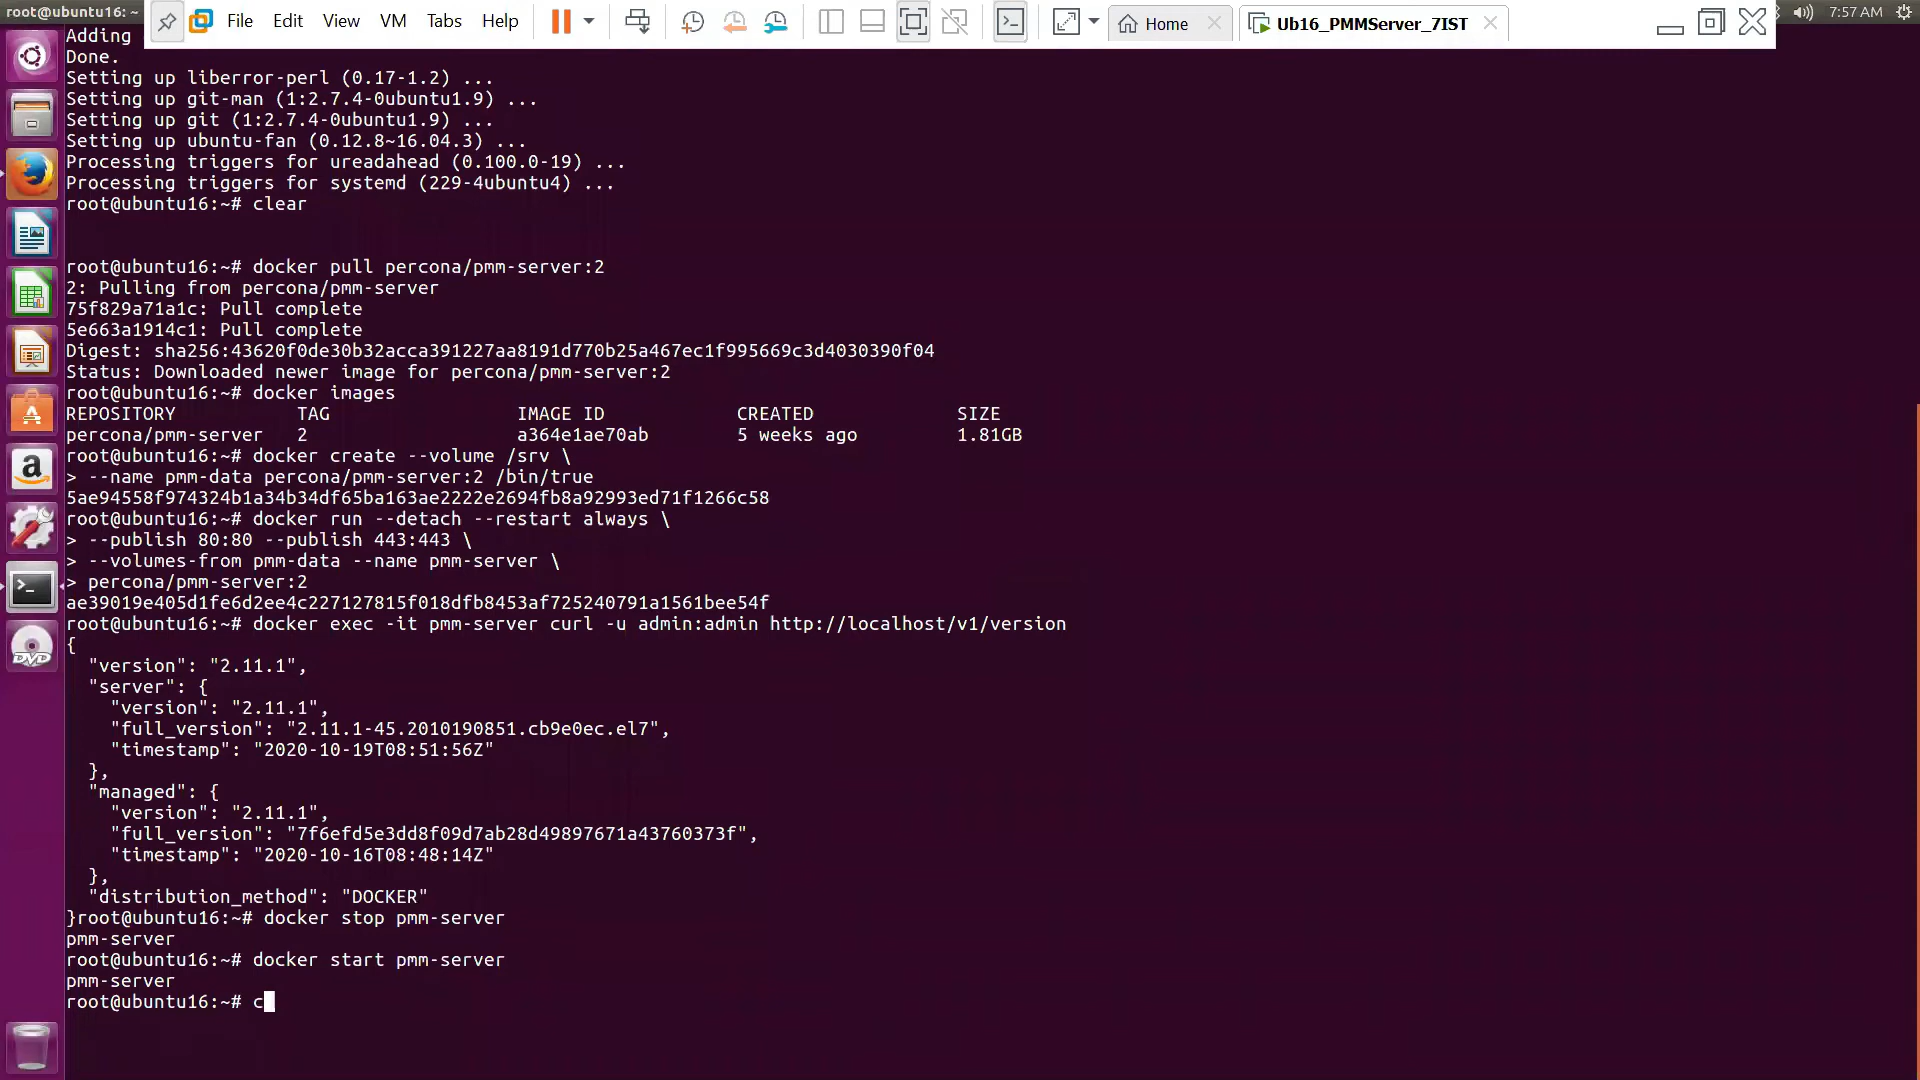 root@ubuntu16: ~
File Edit View VM Tabs Help
Home
Ub16_PMMServer_7IST
7:57 AM
Adding
Done.
Setting up liberror-perl (0.17-1.2) ...
Setting up git-man (1:2.7.4-0ubuntu1.9) ...
Setting up git (1:2.7.4-0ubuntu1.9) ...
Setting up ubuntu-fan (0.12.8~16.04.3) ...
Processing triggers for ureadahead (0.100.0-19) ...
Processing triggers for systemd (229-4ubuntu4) ...
root@ubuntu16:~# clear
root@ubuntu16:~# docker pull percona/pmm-server:2
2: Pulling from percona/pmm-server
75f829a71a1c: Pull complete
5e663a1914c1: Pull complete
Digest: sha256:43620f0de30b32acca391227aa8191d770b25a467ec1f995669c3d4030390f04
Status: Downloaded newer image for percona/pmm-server:2
root@ubuntu16:~# docker images
REPOSITORY TAG IMAGE ID CREATED SIZE
percona/pmm-server 2 a364e1ae70ab 5 weeks ago 1.81GB
root@ubuntu16:~# docker create --volume /srv \
> --name pmm-data percona/pmm-server:2 /bin/true
5ae94558f974324b1a34b34df65ba163ae2222e2694fb8a92993ed71f1266c58
root@ubuntu16:~# docker run --detach --restart always \
> --publish 80:80 --publish 443:443 \
> --volumes-from pmm-data --name pmm-server \
> percona/pmm-server:2
ae39019e405d1fe6d2ee4c227127815f018dfb8453af725240791a1561bee54f
root@ubuntu16:~# docker exec -it pmm-server curl -u admin:admin http://localhost/v1/version
{
"version": "2.11.1",
"server": {
"version": "2.11.1",
"full_version": "2.11.1-45.2010190851.cb9e0ec.el7",
"timestamp": "2020-10-19T08:51:56Z"
},
"managed": {
"version": "2.11.1",
"full_version": "7f6efd5e3dd8f09d7ab28d49897671a43760373f",
"timestamp": "2020-10-16T08:48:14Z"
},
"distribution_method": "DOCKER"
}root@ubuntu16:~# docker stop pmm-server
pmm-server
root@ubuntu16:~# docker start pmm-server
pmm-server
root@ubuntu16:~# c
DVD